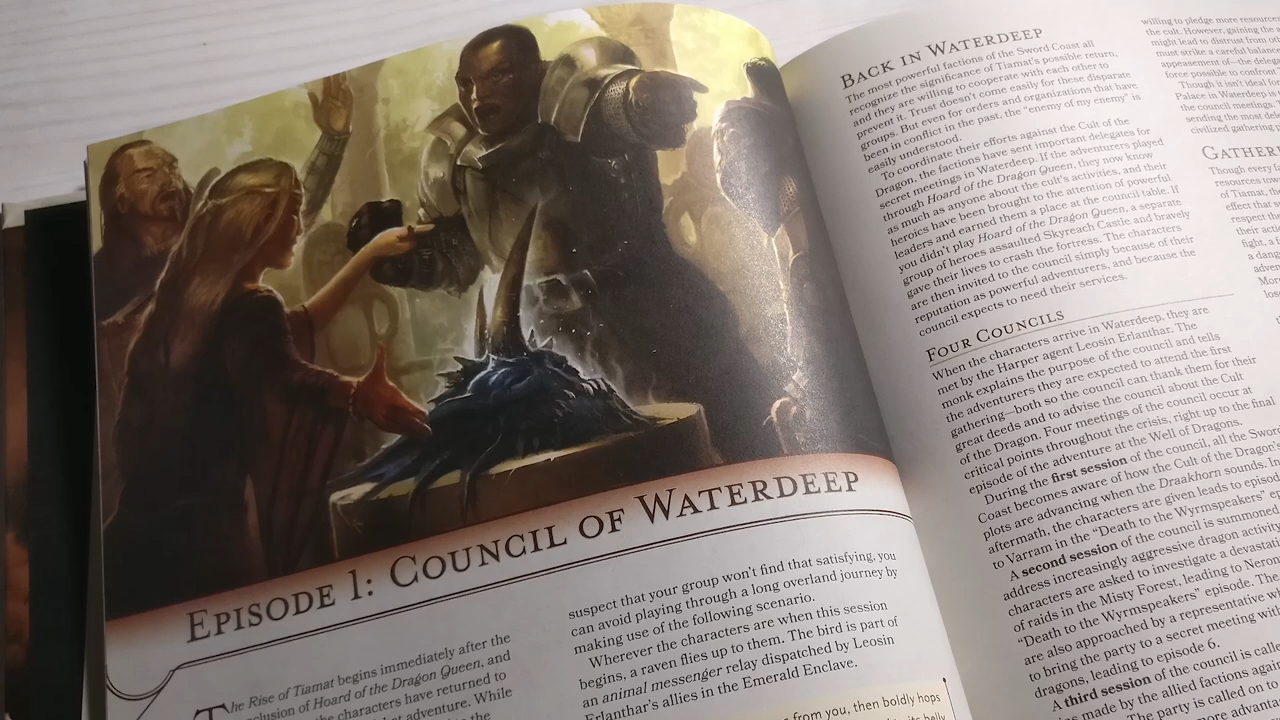 EPISODE 1: COUNCIL OF WATERDEEP
The Rise of Tiamat begins immediately after the
conclusion of Hoard of the Dragon Queen, and
the characters have returned to
adventure. While
the
suspect that your group won't find that satisfying, you
can avoid playing through a long overland journey by
making use of the following scenario.
Wherever the characters are when this session
begins, a raven flies up to them. The bird is part of
an animal messenger relay dispatched by Leosin
Erlanthar's allies in the Emerald Enclave.
from you, then boldly hops
its belly
BACK IN WATERDEEP
The most powerful factions of the Sword Coast all
recognize the significance of Tiamat's possible return,
and they are willing to cooperate with each other to
prevent it. Trust doesn't come easily for these disparate
groups. But even for orders and organizations that have
been in conflict in the past, the "enemy of my enemy" is
easily understood.
To coordinate their efforts against the Cult of the
Dragon, the factions have sent important delegates for
secret meetings in Waterdeep. If the adventurers played
through Hoard of the Dragon Queen, they now know
as much as anyone about the cult's activities, and their
heroics have been brought to the attention of powerful
leaders and earned them a place at the council table. If
you didn't play Hoard of the Dragon Queen, a separate
group of heroes assaulted Skyreach Castle and bravely
gave their lives to crash the fortress. The characters
are then invited to the council simply because of their
reputation as powerful adventurers, and because the
council expects to need their services.
FOUR COUNCILS
When the characters arrive in Waterdeep, they are
met by the Harper agent Leosin Erlanthar. The
monk explains the purpose of the council and tells
the adventurers they are expected to attend the first
gathering—both so the council can thank them for their
great deeds and to advise the council about the Cult
of the Dragon. Four meetings of the council occur at
critical points throughout the crisis, right up to the final
episode of the adventure at the Well of Dragons.
During the first session of the council, all the Sword
Coast becomes aware of how the Cult of the Dragon's
plots are advancing when the Draakhorn sounds. In
aftermath, the characters are given leads to episode
to Varram in the "Death to the Wyrmspeakers"
A second session of the council is summoned
address increasingly aggressive dragon activity
characters are asked to investigate a devastating
of raids in the Misty Forest, leading to
"Death to the Wyrmspeakers" episode. The
are also approached by a representative
to bring the party to a secret meeting with
dragons, leading to episode 6.
A third session of the council is called
made by the allied factions
The party is called on to
willing to pledge more resources
the cult. However, gaining the
might lead to distrust from
must strike a careful balance
appeasement of—the
force possible to confront
Though it isn't ideal
Palace in Waterdeep is
the council meetings.
sending the most
civilized gathering
Though every
resources
of Tiamat,
effect that
respect the
their
fight, a
a